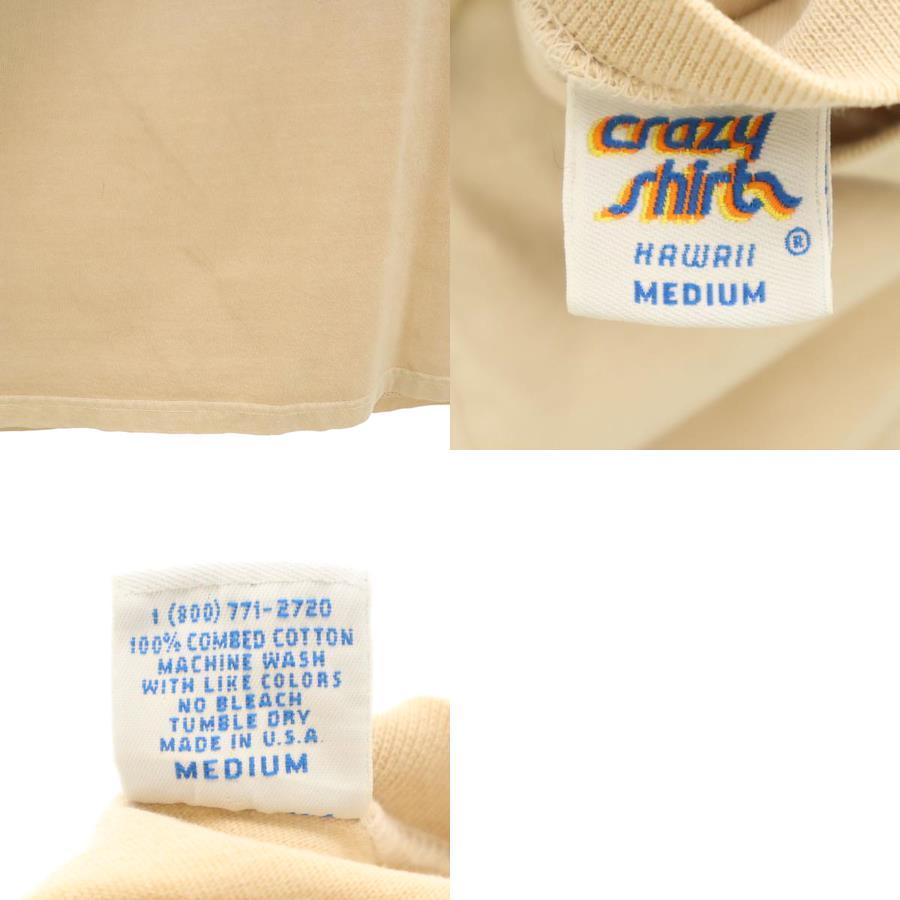 crazy
shirts
®
HAWAII
MEDIUM
1 (800) 771-2720
100% COMBED COTTON
MACHINE WASH
WITH LIKE COLORS
NO BLEACH
TUMBLE DRY
MADE IN U.S.A.
MEDIUM